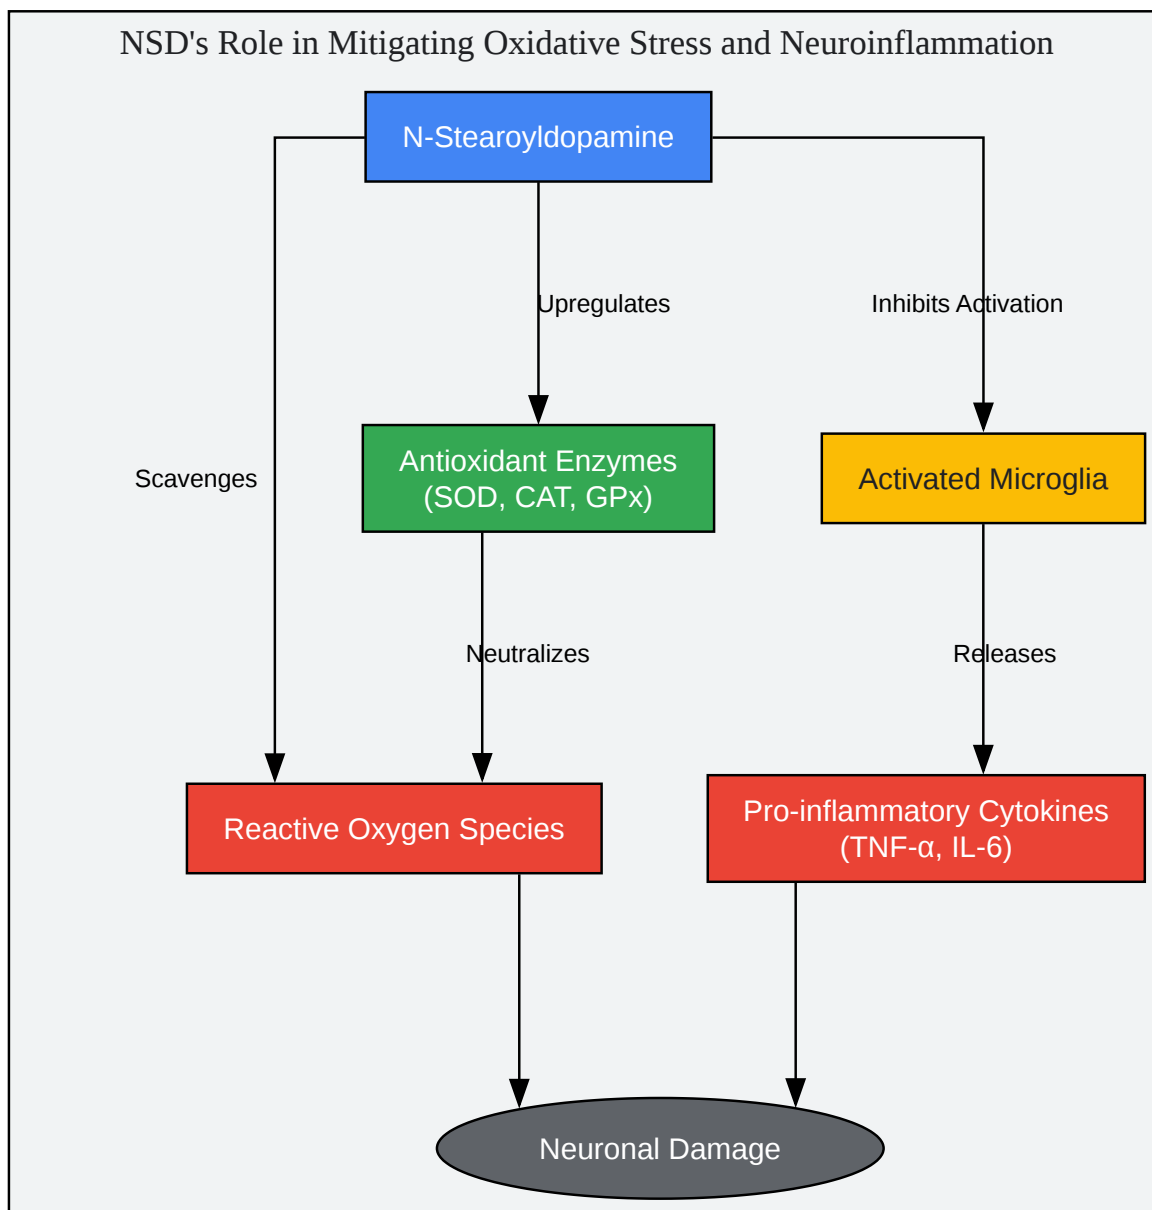 NSD's Role in Mitigating Oxidative Stress and Neuroinflammation
N-Stearoyldopamine
Upregulates
Inhibits Activation
Scavenges
Antioxidant Enzymes
(SOD, CAT, GPx)
Activated Microglia
Neutralizes
Releases
Reactive Oxygen Species
Pro-inflammatory Cytokines
(TNF-α, IL-6)
Neuronal Damage